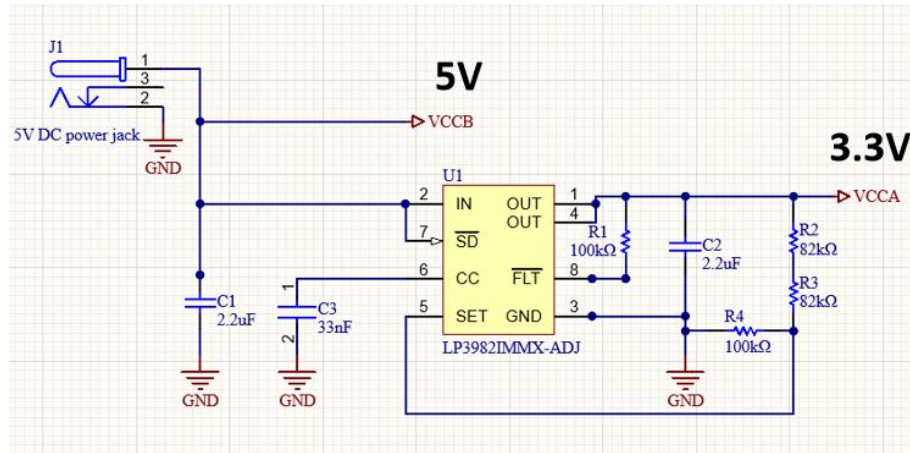 J1
1
3
2
5V DC power jack
GND
5V
VCCB
3.3V
VCCA
U1
2 IN OUT 1
OUT 4
7 SD
6 CC FLT 8
5 SET GND 3
LP3982IMMX-ADJ
R1
100kΩ
C2
2.2uF
R2
82kΩ
R3
82kΩ
R4
100kΩ
C1
2.2uF
1
C3
33nF
2
GND
GND
GND